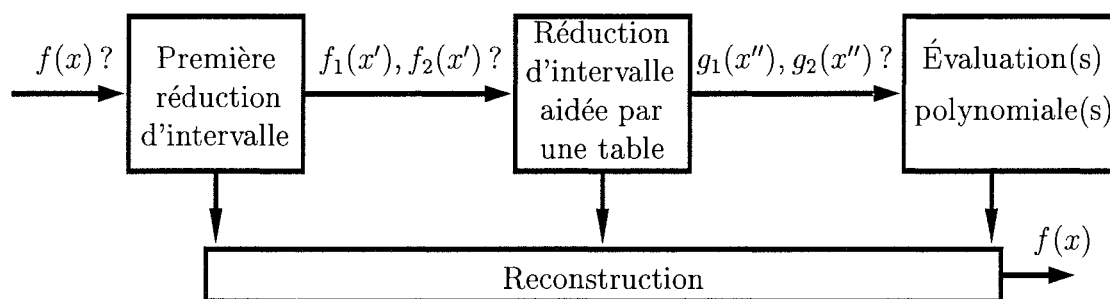 f(x) ?
Première
réduction
d'intervalle
f₁(x'), f₂(x') ?
Réduction
d'intervalle
aidée par
une table
g₁(x''), g₂(x'') ?
Évaluation(s)
polynomiale(s)
f(x)
Reconstruction